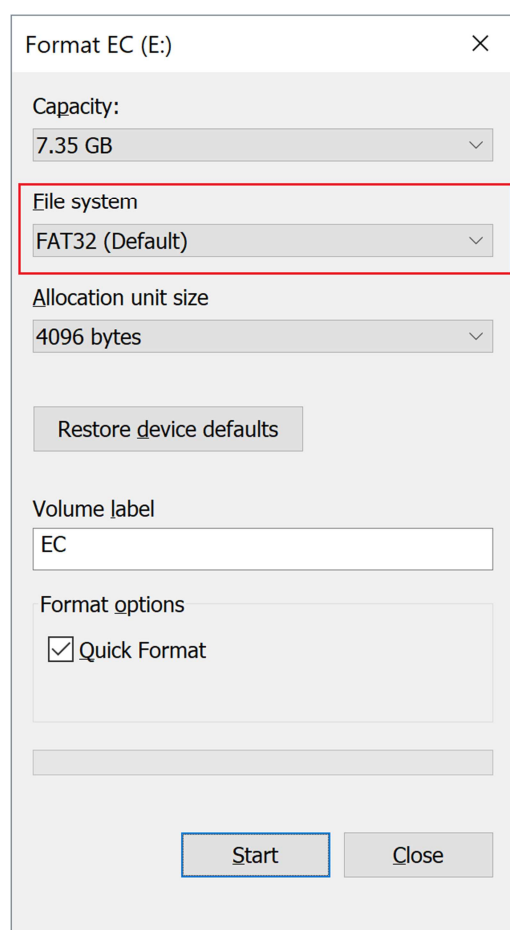 Format EC (E:)
Capacity:
7.35 GB
File system
FAT32 (Default)
Allocation unit size
4096 bytes
Restore device defaults
Volume label
EC
Format options
Quick Format
Start
Close